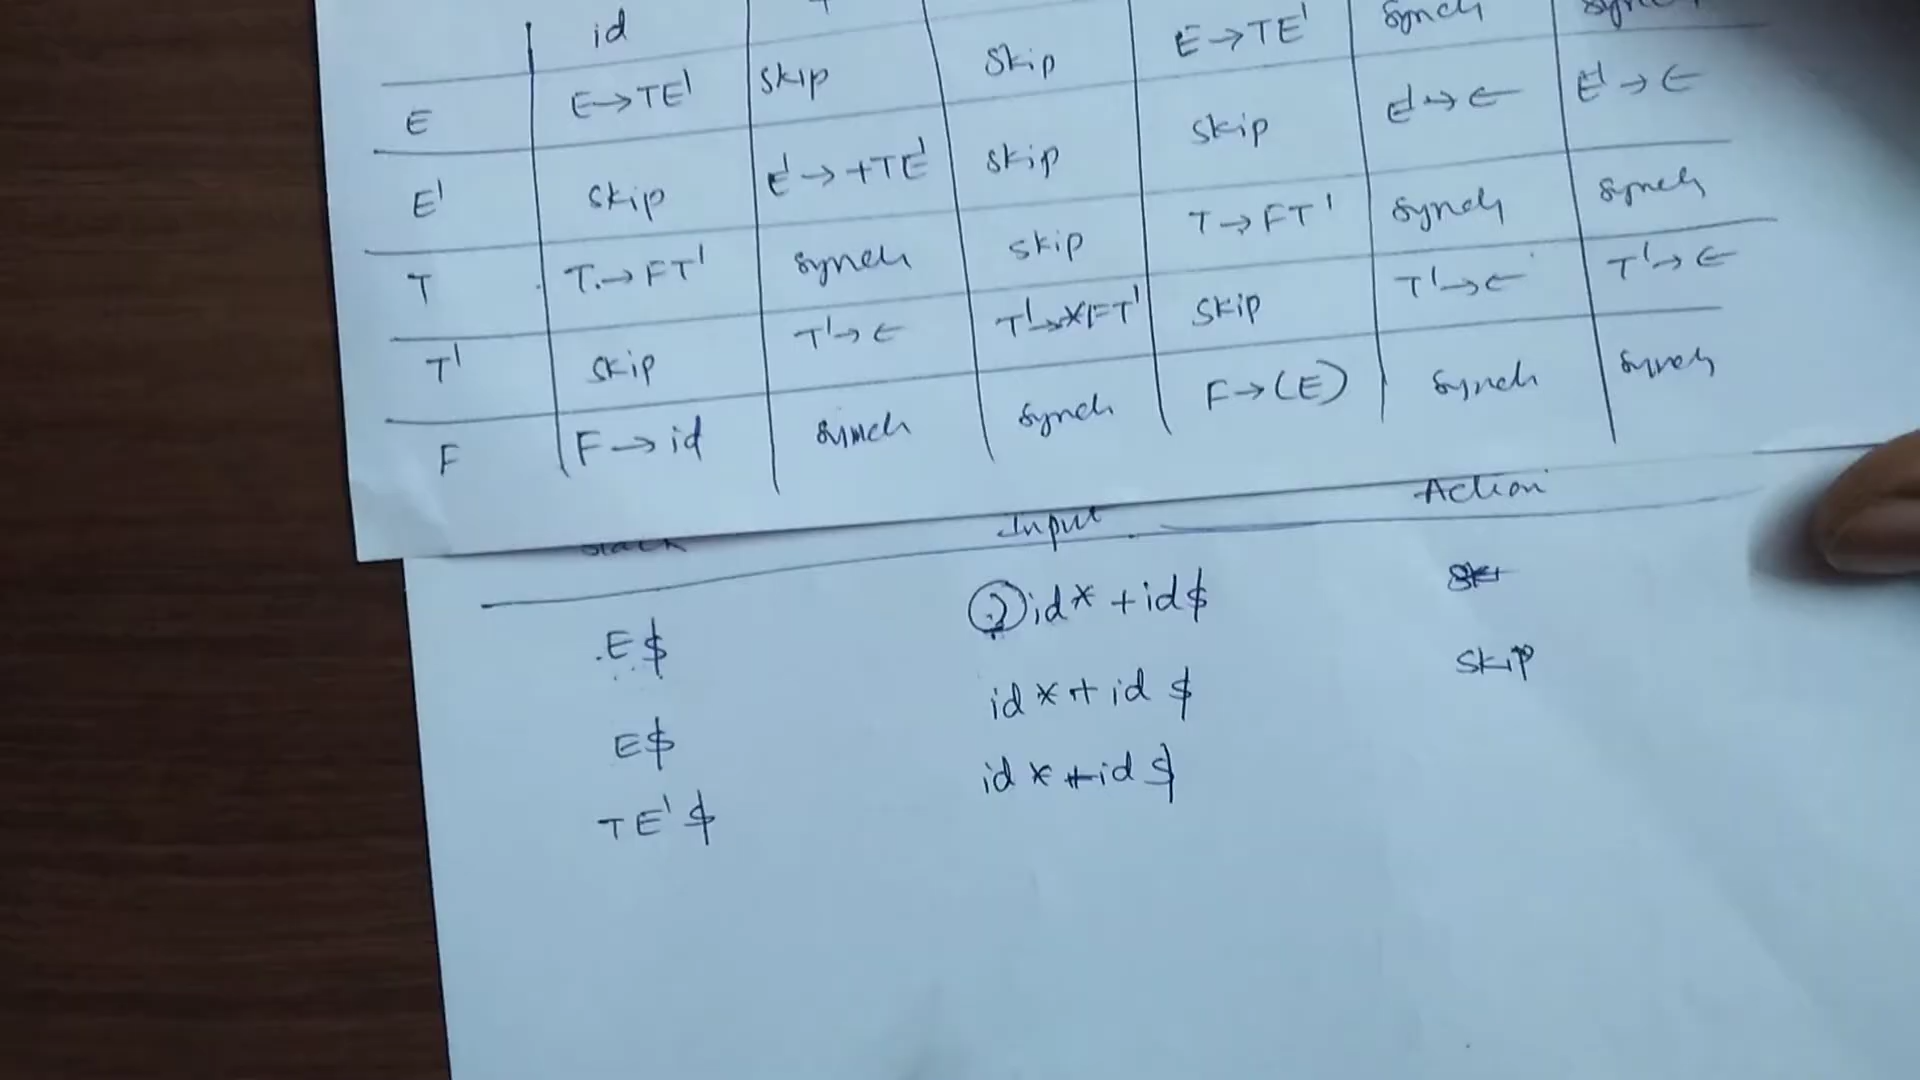 id Synch
E E→TE' Skip Skip E→TE' E'→ϵ E'→ϵ
E' Skip E'→+TE' Skip Skip
T T→FT' Synch Skip T→FT' Synch Synch
T' Skip T'→ϵ T'→*FT' Skip T'→ϵ T'→ϵ
F F→id Synch Synch F→(E) Synch Synch
Input Action
E$ )id*+id$
E$ id*+id$ Skip
TE'$ id*+id$